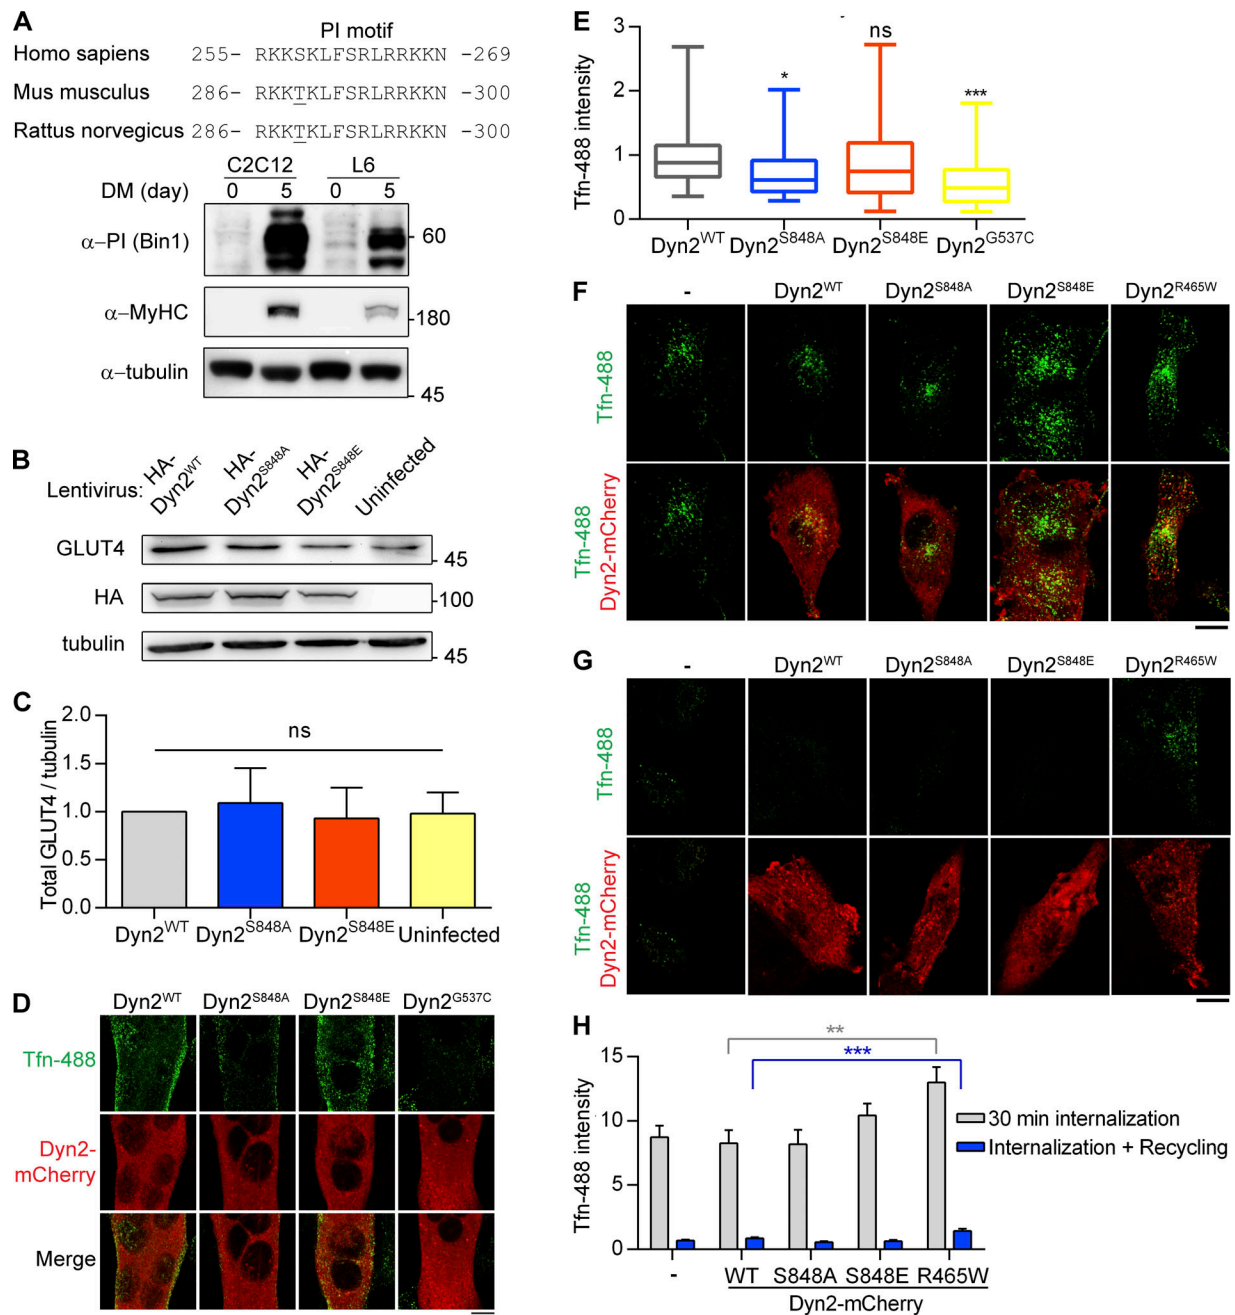 A
PI motif
Homo sapiens 255- RKKSKLFSRLRRKKN -269
Mus musculus 286- RKKTKLFSRLRRKKN -300
Rattus norvegicus 286- RKKTKLFSRLRRKKN -300
C2C12 L6
DM (day) 0 5 0 5
α-PI (Bin1) 60
α-MyHC 180
α-tubulin 45
B
Lentivirus: HA-Dyn2WT HA-Dyn2S848A HA-Dyn2S848E Uninfected
GLUT4 45
HA 100
tubulin 45
C
Total GLUT4 / tubulin
2.0
1.5
1.0
0.5
0.0
ns
Dyn2WT Dyn2S848A Dyn2S848E Uninfected
D
Dyn2WT Dyn2S848A Dyn2S848E Dyn2G537C
Tfn-488
Dyn2-
mCherry
Merge
E
Tfn-488 intensity
3
2
1
0
* ns ***
Dyn2WT Dyn2S848A Dyn2S848E Dyn2G537C
F
- Dyn2WT Dyn2S848A Dyn2S848E Dyn2R465W
Tfn-488
Tfn-488
Dyn2-mCherry
G
- Dyn2WT Dyn2S848A Dyn2S848E Dyn2R465W
Tfn-488
Tfn-488
Dyn2-mCherry
H
Tfn-488 intensity
15
10
5
0
**
***
30 min internalization
Internalization + Recycling
- WT S848A S848E R465W
Dyn2-mCherry